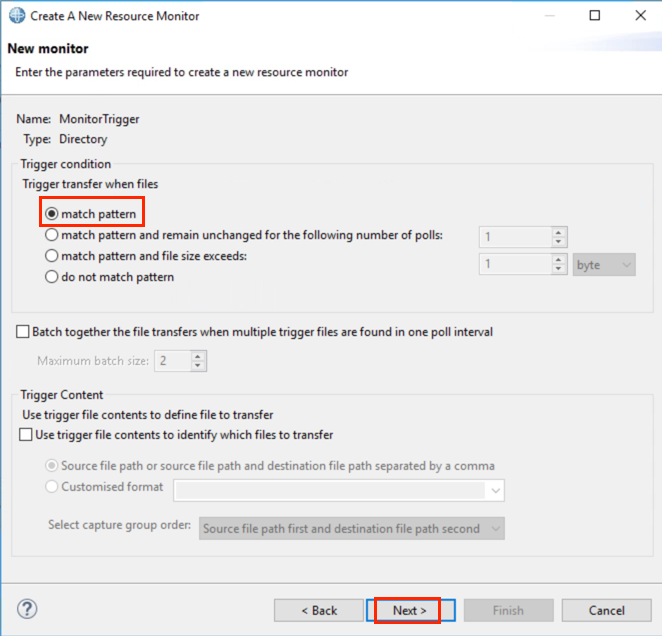 Create A New Resource Monitor
New monitor
Enter the parameters required to create a new resource monitor
Name: MonitorTrigger
Type: Directory
Trigger condition
Trigger transfer when files
match pattern
match pattern and remain unchanged for the following number of polls: 1
match pattern and file size exceeds: 1 byte
do not match pattern
Batch together the file transfers when multiple trigger files are found in one poll interval
Maximum batch size: 2
Trigger Content
Use trigger file contents to define file to transfer
Use trigger file contents to identify which files to transfer
Source file path or source file path and destination file path separated by a comma
Customised format
Select capture group order: Source file path first and destination file path second
? < Back Next > Finish Cancel